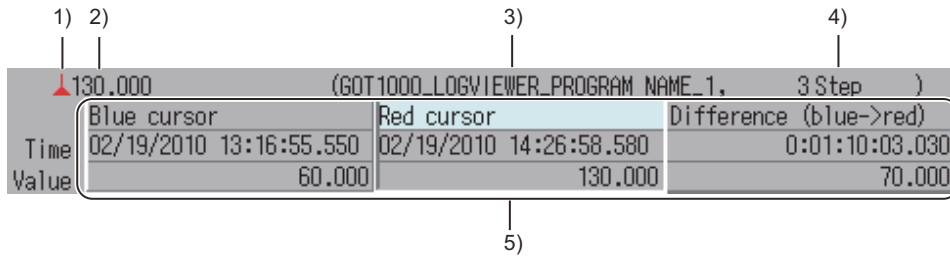 1) 2) 3) 4)
130.000 (GOT1000_LOGVIEWER_PROGRAM NAME_1, 3 Step )
Blue cursor Red cursor Difference (blue->red)
Time 02/19/2010 13:16:55.550 02/19/2010 14:26:58.580 0:01:10:03.030
Value 60.000 130.000 70.000
5)